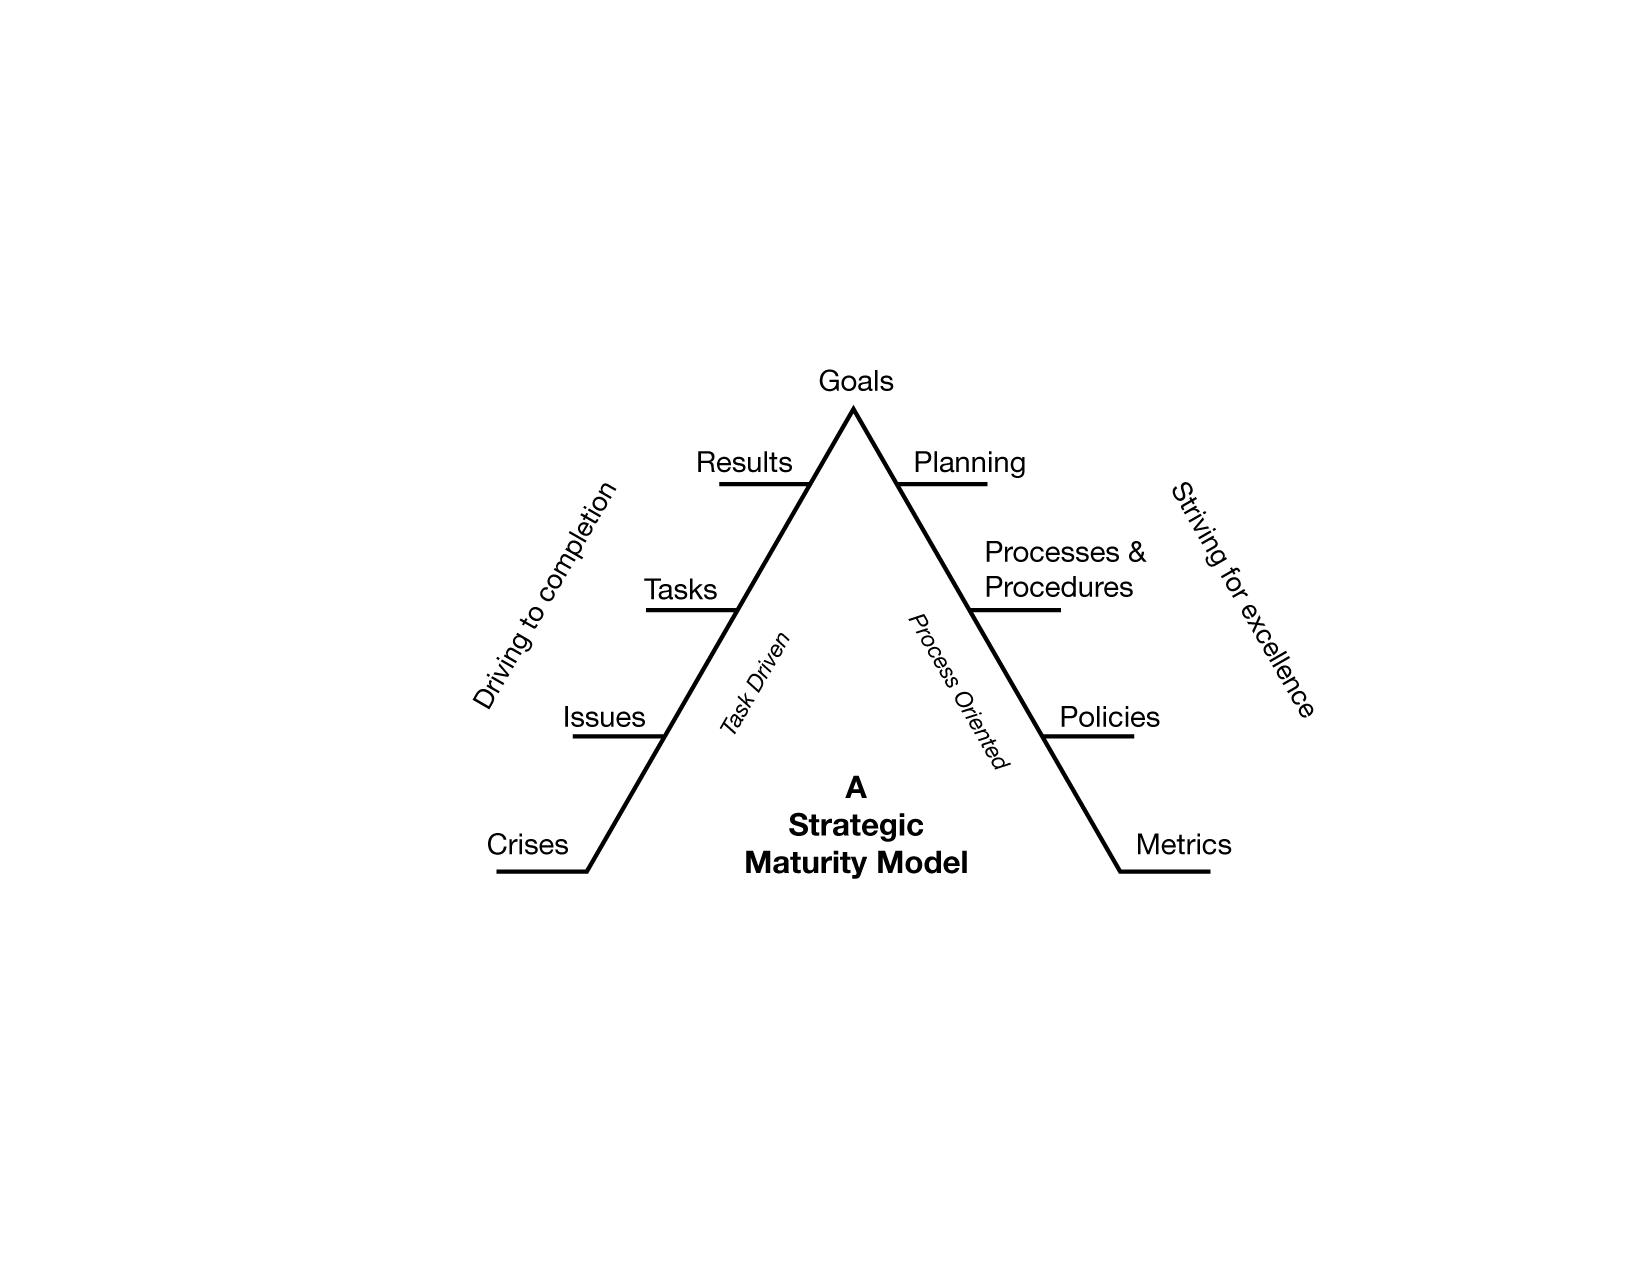 Goals
Results
Planning
Driving to completion
Striving for excellence
Processes &
Procedures
Tasks
Task Driven
Process Oriented
Issues
Policies
A
Strategic
Maturity Model
Crises
Metrics